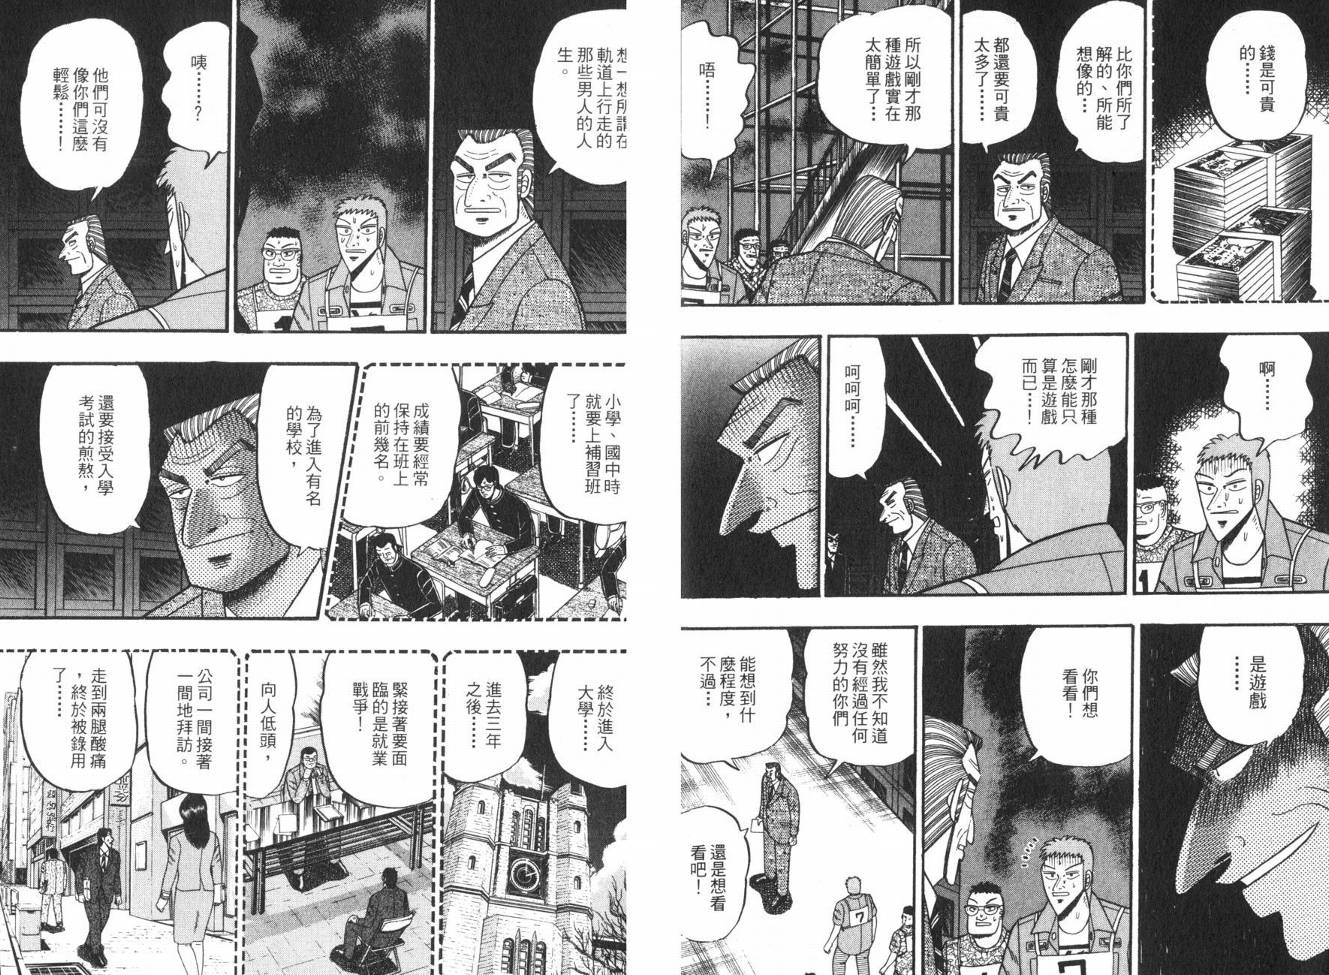 錢是可貴
的……
比你們所了
解的、所能
想像的…
都還要可貴
太多了……
所以剛才那
種遊戲實在
太簡單了…
唔………！
啊……
剛才那種
怎麼能只
算是遊戲
而已…！
呵呵呵……
是遊戲
……
你們想
看看！
雖然我不知道
沒有經過任何
努力的你們
能想到什
麼程度，
不過…
還是想看
看吧！
7
想一想所謂在
軌道上行走的
那些男人的人
生。
咦……？
他們可沒有
像你們這麼
輕鬆………！
小學、國中時
就要上補習班
了……
成績要經常
保持在班上
的前幾名。
為了進入有名
的學校，
還要接受入學
考試的煎熬，
終於進入
大學……
進去三年
之後……
緊接著要面
臨的是就業
戰爭！
向人低頭，
公司一間接著
一間地拜訪。
走到兩腿酸痛
，終於被錄用
了……